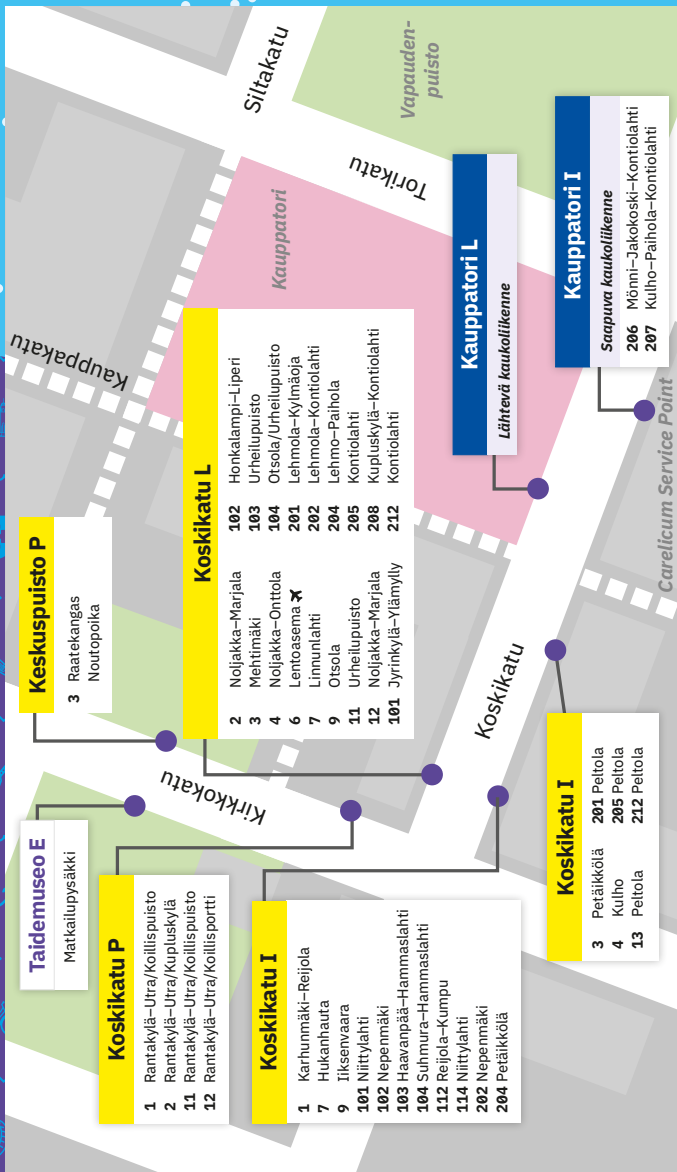 Taidemuseo E
Matkailupysäkki
Keskuspuisto P
3 Raatekangas
Noutopoika
Koskikatu P
1 Rantakylä–Utra/Koillispuisto
2 Rantakylä–Utra/Kupluskylä
11 Rantakylä–Utra/Koillispuisto
12 Rantakylä–Utra/Koillisportti
Koskikatu L
2 Noljakka–Marjala
3 Mehtimäki
4 Noljakka–Onttola
6 Lentoasema
7 Linnunlahti
9 Otsola
11 Urheilupuisto
12 Noljakka–Marjala
101 Jyrinkylä–Ylämylly
102 Honkalampi–Liperi
103 Urheilupuisto
104 Otsola/Urheilupuisto
201 Lehmola–Kylmäoja
202 Lehmola–Kontiolahti
204 Lehmo–Paihola
205 Kontiolahti
208 Kupluskylä–Kontiolahti
212 Kontiolahti
Koskikatu I
1 Karhunmäki–Reijola
7 Hukanhauta
9 Iiksenvaara
101 Niittylahti
102 Nepenmäki
103 Haavanpää–Hammaslahti
104 Suhmura–Hammaslahti
112 Reijola–Kumpu
114 Niittylahti
202 Nepenmäki
204 Petäikkölä
Koskikatu I
3 Petäikkölä
4 Kulho
13 Peltola
201 Peltola
205 Peltola
212 Peltola
Kauppatori L
Lähtevä kaukoliikenne
Kauppatori I
Saapuva kaukoliikenne
206 Mönni–Jakokoski–Kontiolahti
207 Kulho–Paihola–Kontiolahti
Kirkkokatu
Kauppakatu
Siltakatu
Torikatu
Koskikatu
Kauppatori
Vapauden-
puisto
Carelicum Service Point